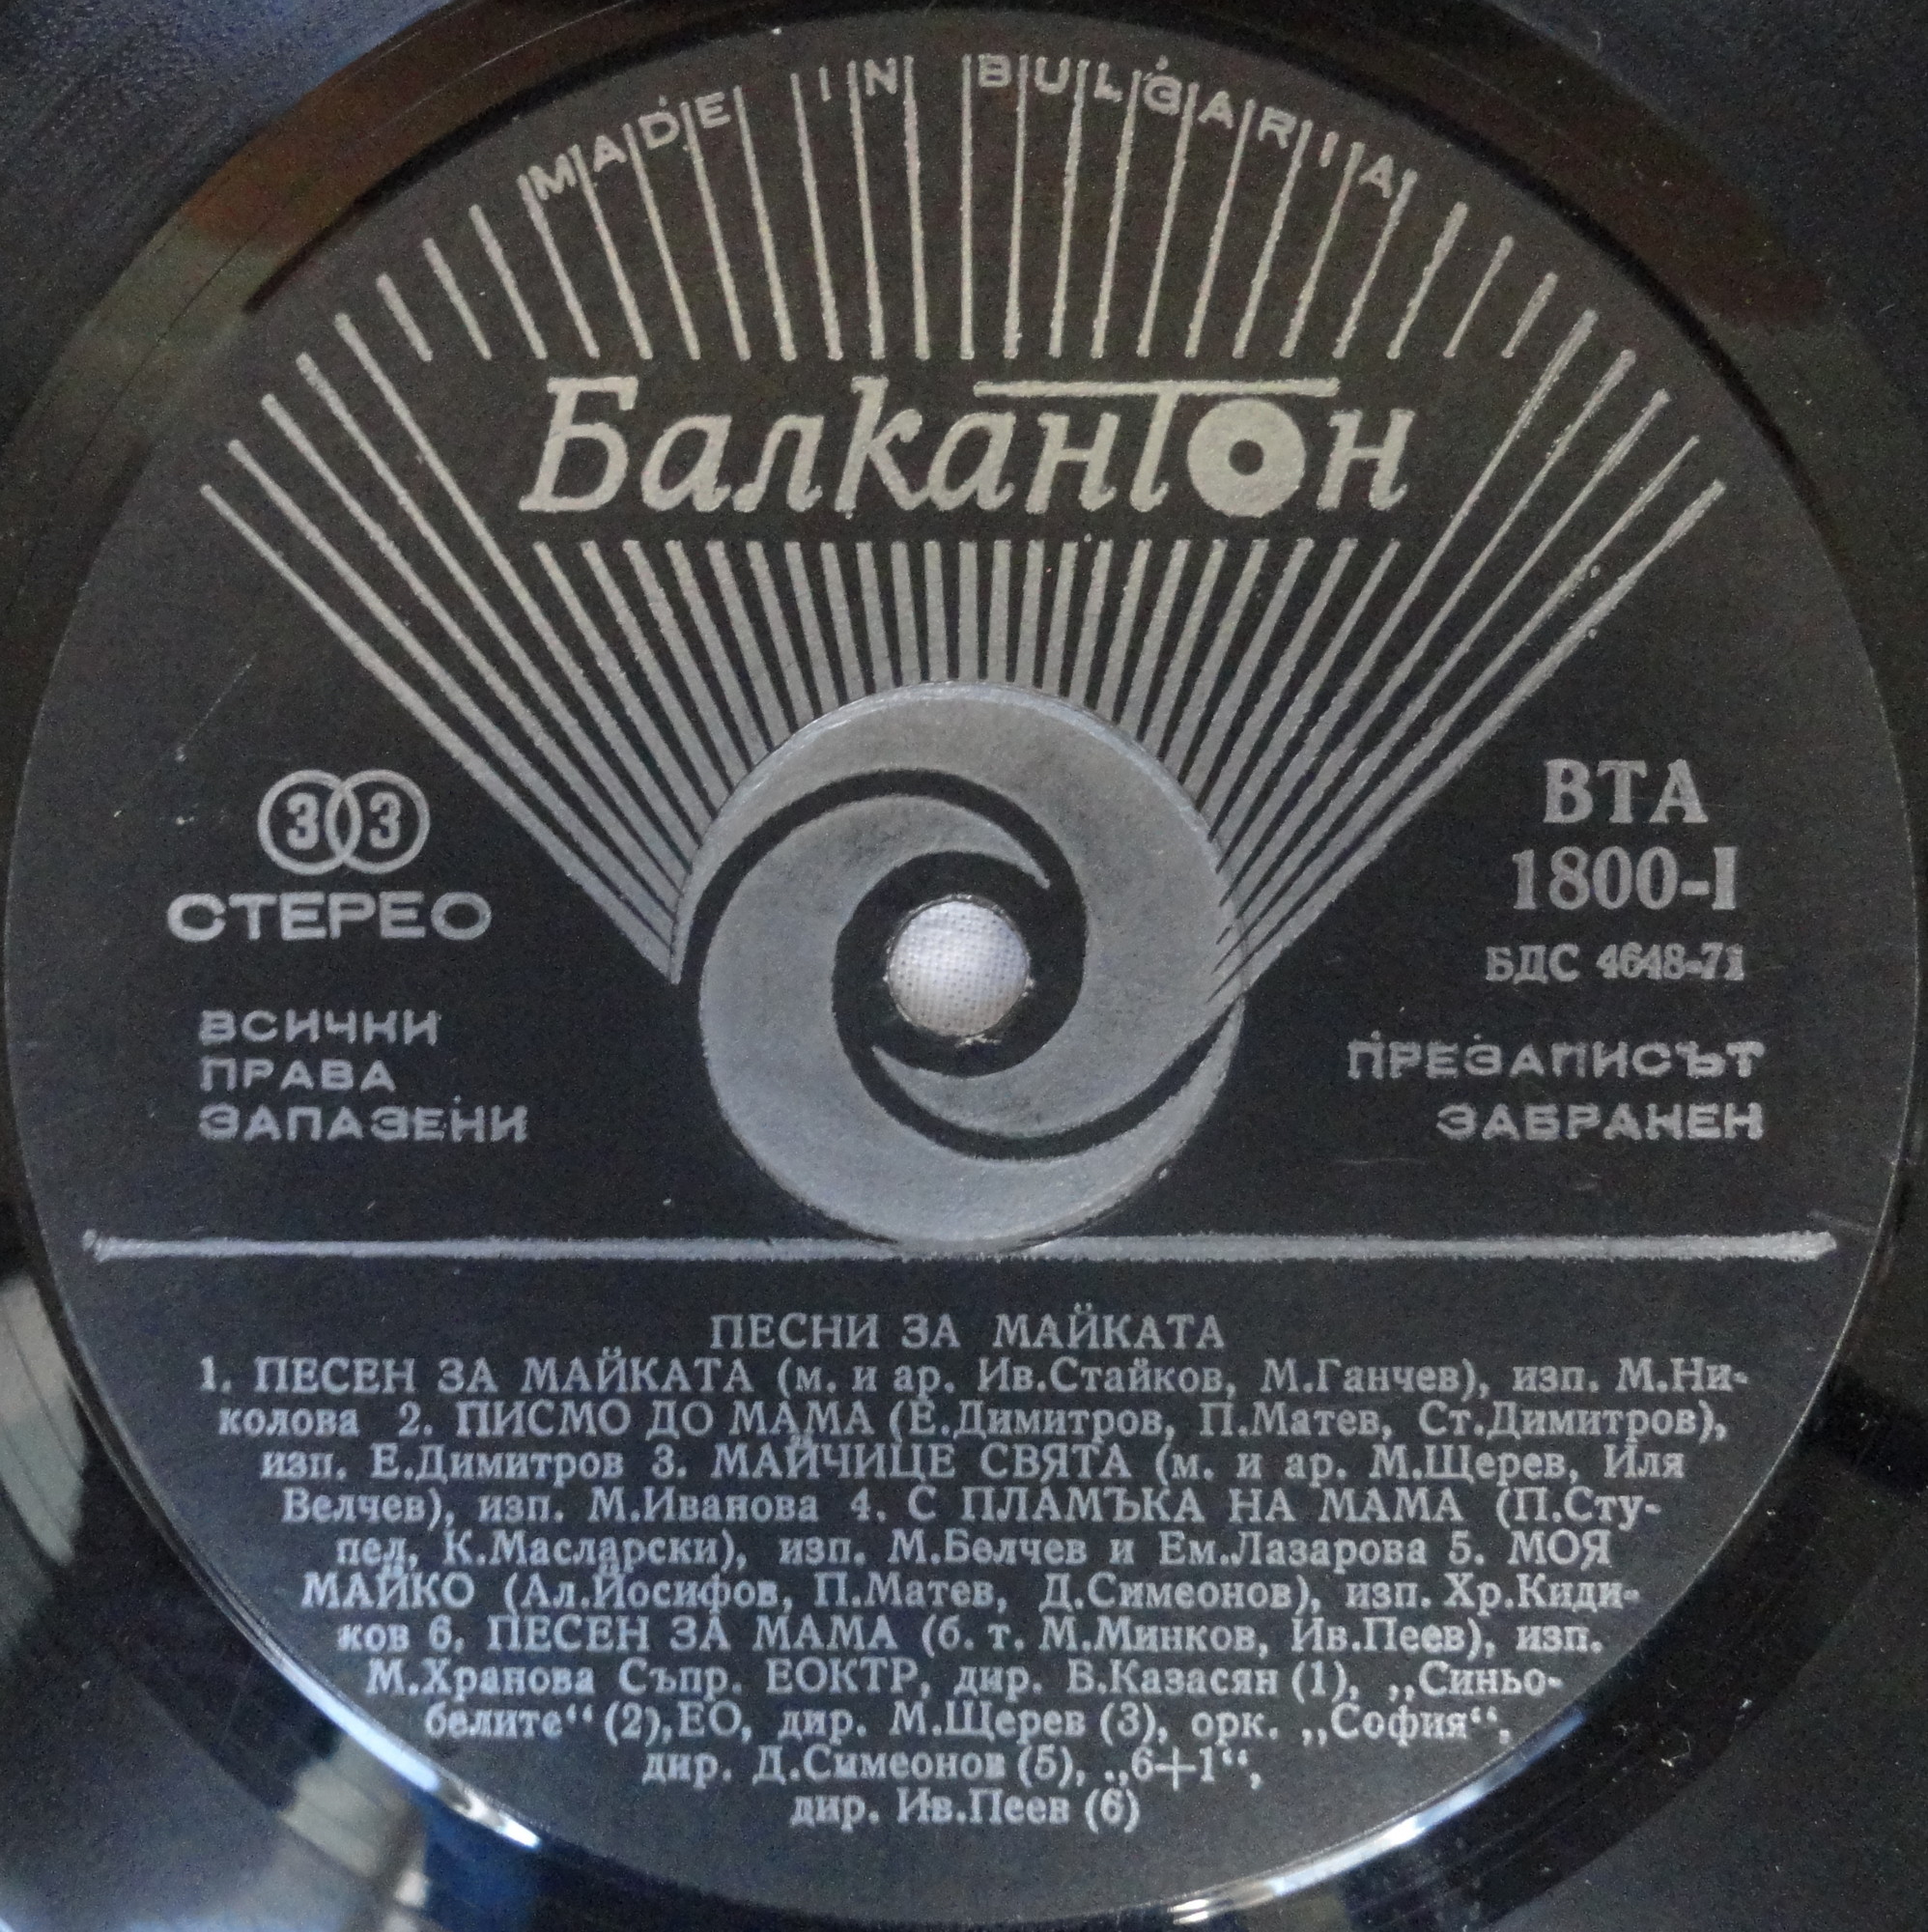 MADE IN BULGARIA
Балкантон
33
СТЕРЕО
ВТА
1800-I
БДС 4648-71
ВСИЧКИ
ПРАВА
ЗАПАЗЕНИ
ПРЕЗАПИСЪТ
ЗАБРАНЕН
ПЕСНИ ЗА МАЙКАТА
1. ПЕСЕН ЗА МАЙКАТА (м. и ар. Ив.Стайков, М.Ганчев), изп. М.Ни-
колова 2. ПИСМО ДО МАМА (Е.Димитров, П.Матев, Ст.Димитров),
изп. Е.Димитров 3. МАЙЧИЦЕ СВЯТА (м. и ар. М.Щерев, Иля
Велчев), изп. М.Иванова 4. С ПЛАМЪКА НА МАМА (П.Сту-
пел, К.Масларски), изп. М.Белчев и Ем.Лазарова 5. МОЯ
МАЙКО (Ал.Йосифов, П.Матев, Д.Симеонов), изп. Хр.Киди-
ков 6. ПЕСЕН ЗА МАМА (б. т. М.Минков, Ив.Пеев), изп.
М.Хранова Съпр. ЕОКТР, дир. В.Казасян (1), „Синьо-
белите“ (2),ЕО, дир. М.Щерев (3), орк. „София“,
дир. Д.Симеонов (5), „6+1“,
дир. Ив.Пеев (6)